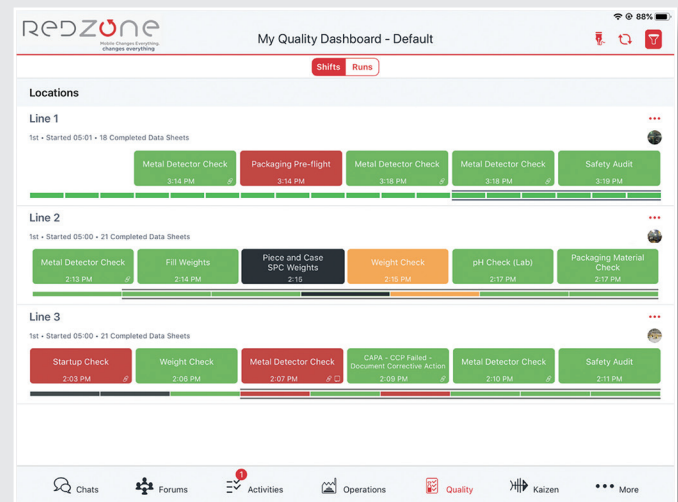 REDZONE
88%
Mobile Changes Everything.
changes everything
My Quality Dashboard - Default
Shifts Runs
Locations
Line 1
1st • Started 05:01 • 18 Completed Data Sheets
Metal Detector Check Packaging Pre-flight Metal Detector Check Metal Detector Check Safety Audit
3:14 PM 3:14 PM 3:18 PM 3:18 PM 3:19 PM
Line 2
1st • Started 05:00 • 21 Completed Data Sheets
Metal Detector Check Fill Weights Piece and Case SPC Weights Weight Check pH Check (Lab) Packaging Material Check
2:13 PM 2:14 PM 2:15 2:15 PM 2:17 PM 2:17 PM
Line 3
1st • Started 05:00 • 21 Completed Data Sheets
Startup Check Weight Check Metal Detector Check CAPA - CCP Failed - Document Corrective Action Metal Detector Check Safety Audit
2:03 PM 2:06 PM 2:07 PM 2:09 PM 2:10 PM 2:11 PM
1
Chats Forums Activities Operations Quality Kaizen More